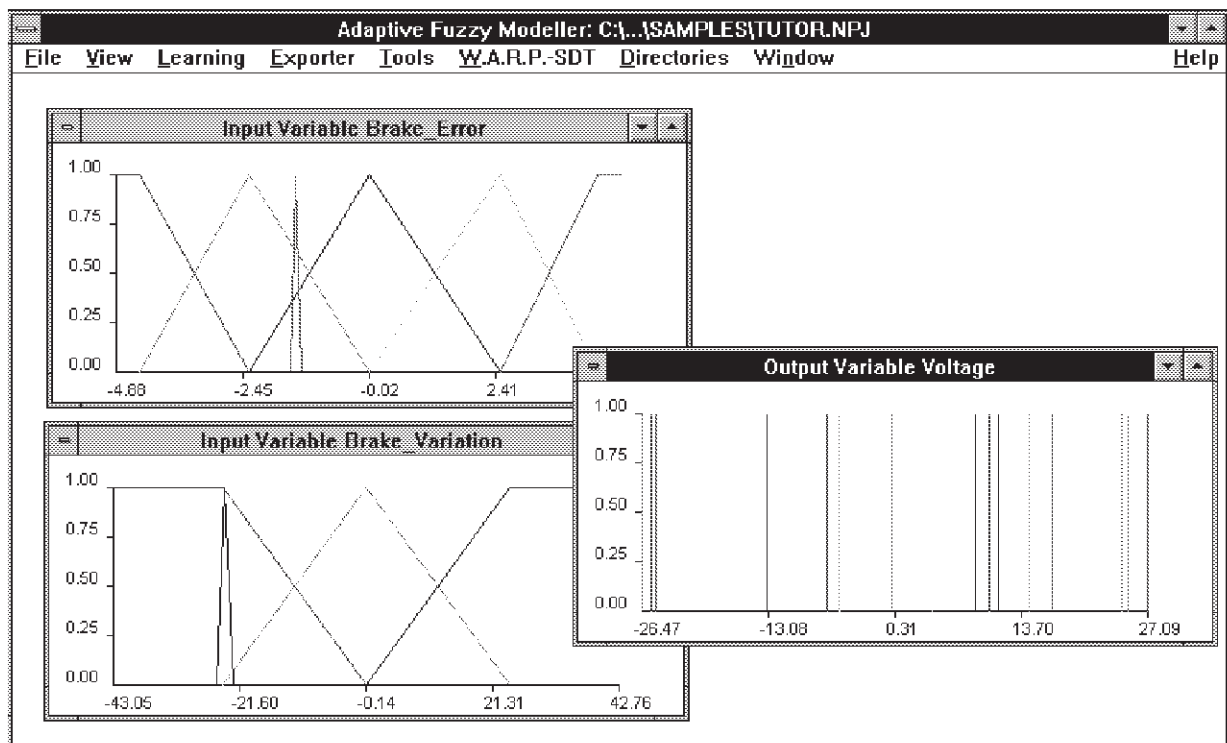 Adaptive Fuzzy Modeller: C:\...\SAMPLES\TUTOR.NPJ
File View Learning Exporter Tools W.A.R.P.-SDT Directories Window Help
Input Variable Brake_Error
1.00
0.75
0.50
0.25
0.00
-4.88 -2.45 -0.02 2.41
Output Variable Voltage
1.00
0.75
0.50
0.25
0.00
-26.47 -13.08 0.31 13.70 27.09
Input Variable Brake_Variation
1.00
0.75
0.50
0.25
0.00
-43.05 -21.60 -0.14 21.31 42.76